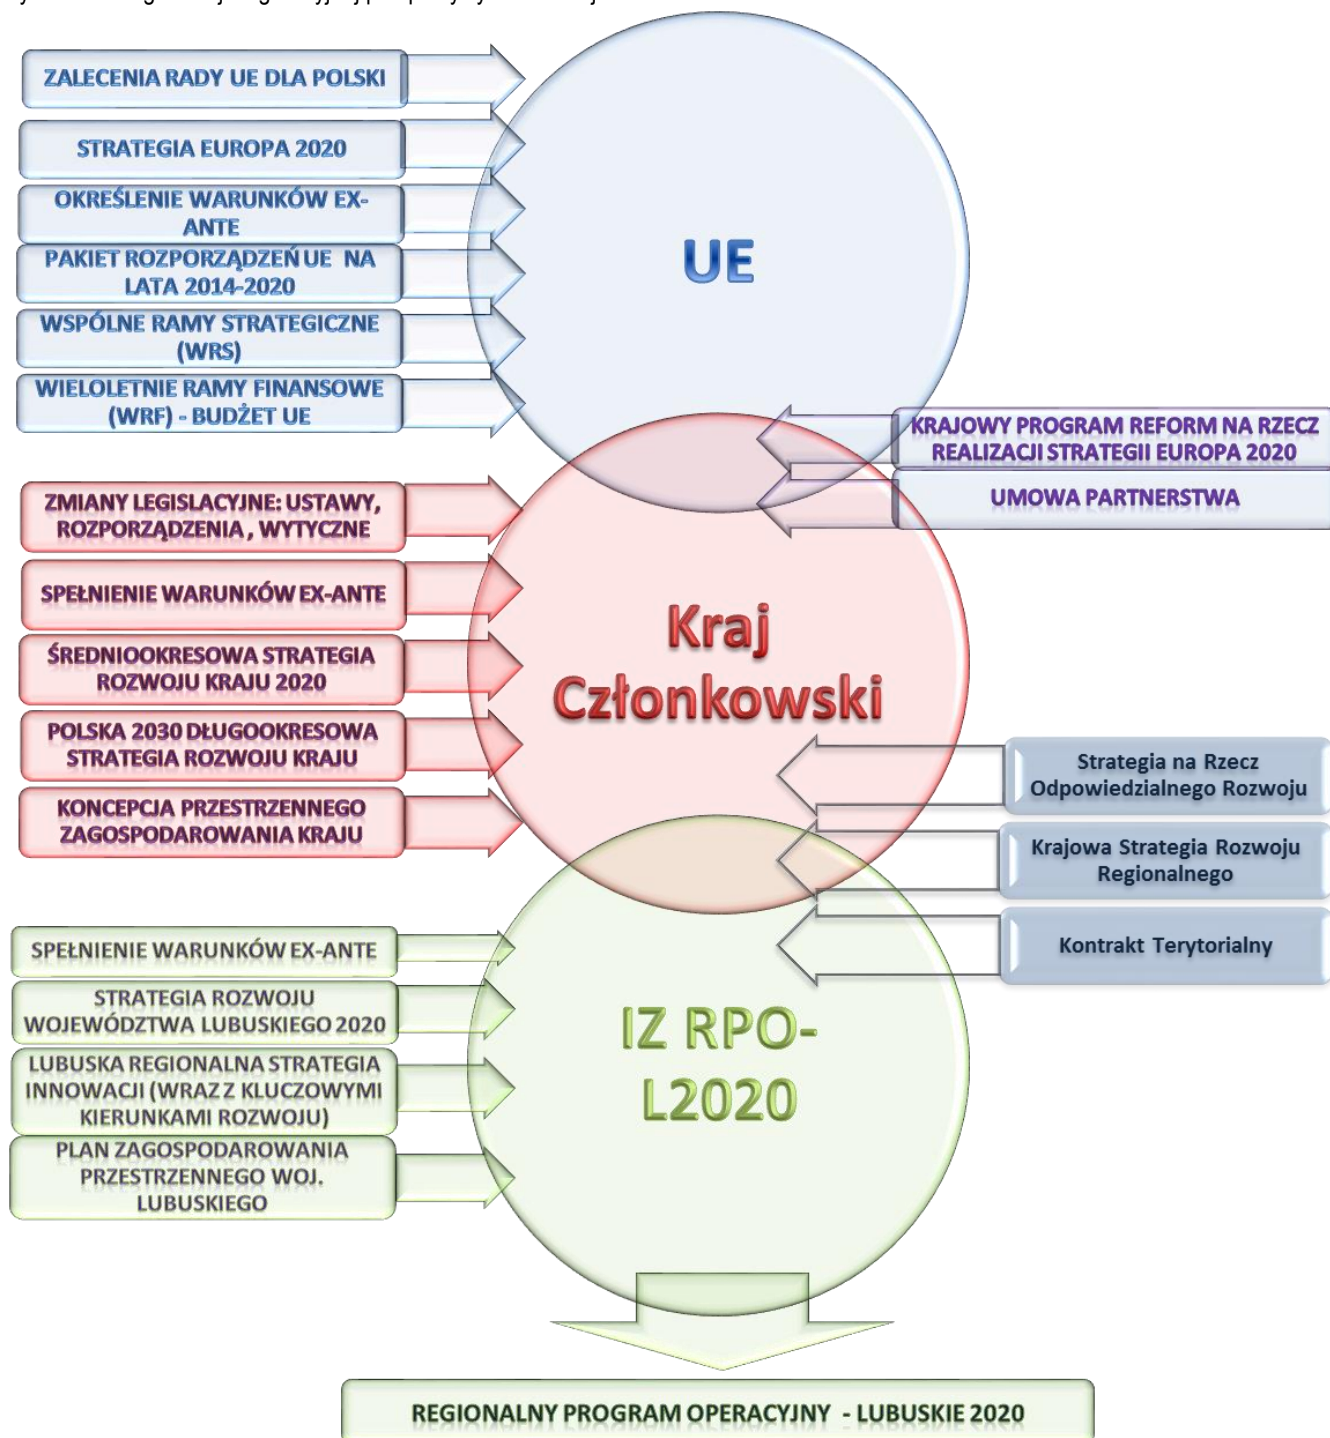 ZALECENIA RADY UE DLA POLSKI
STRATEGIA EUROPA 2020
OKREŚLENIE WARUNKÓW EX-
ANTE
PAKIET ROZPORZĄDZEŃ UE NA
LATA 2014-2020
WSPÓLNE RAMY STRATEGICZNE
(WRS)
WIELOLETNIE RAMY FINANSOWE
(WRF) - BUDŻET UE
UE
KRAJOWY PROGRAM REFORM NA RZECZ
REALIZACJI STRATEGII EUROPA 2020
UMOWA PARTNERSTWA
ZMIANY LEGISLACYJNE: USTAWY,
ROZPORZĄDZENIA , WYTYCZNE
SPEŁNIENIE WARUNKÓW EX-ANTE
ŚREDNIOOKRESOWA STRATEGIA
ROZWOJU KRAJU 2020
POLSKA 2030 DŁUGOOKRESOWA
STRATEGIA ROZWOJU KRAJU
KONCEPCJA PRZESTRZENNEGO
ZAGOSPODAROWANIA KRAJU
Kraj
Członkowski
Strategia na Rzecz
Odpowiedzialnego Rozwoju
Krajowa Strategia Rozwoju
Regionalnego
Kontrakt Terytorialny
SPEŁNIENIE WARUNKÓW EX-ANTE
STRATEGIA ROZWOJU
WOJEWÓDZTWA LUBUSKIEGO 2020
LUBUSKA REGIONALNA STRATEGIA
INNOWACJI (WRAZ Z KLUCZOWYMI
KIERUNKAMI ROZWOJU)
PLAN ZAGOSPODAROWANIA
PRZESTRZENNEGO WOJ.
LUBUSKIEGO
IZ RPO-
L2020
REGIONALNY PROGRAM OPERACYJNY - LUBUSKIE 2020